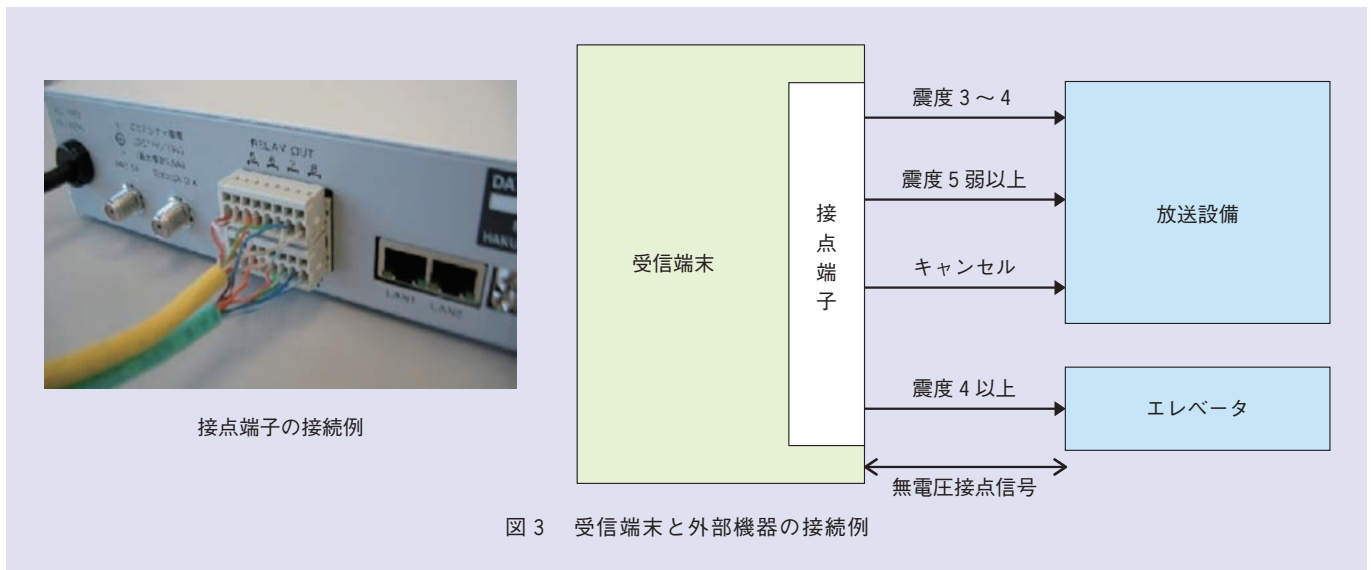 RELAY OUT
LAN1 LAN2
接点端子の接続例
受信端末
接点端子
震度3~4
震度5弱以上
キャンセル
放送設備
震度4以上
エレベータ
無電圧接点信号
図3 受信端末と外部機器の接続例